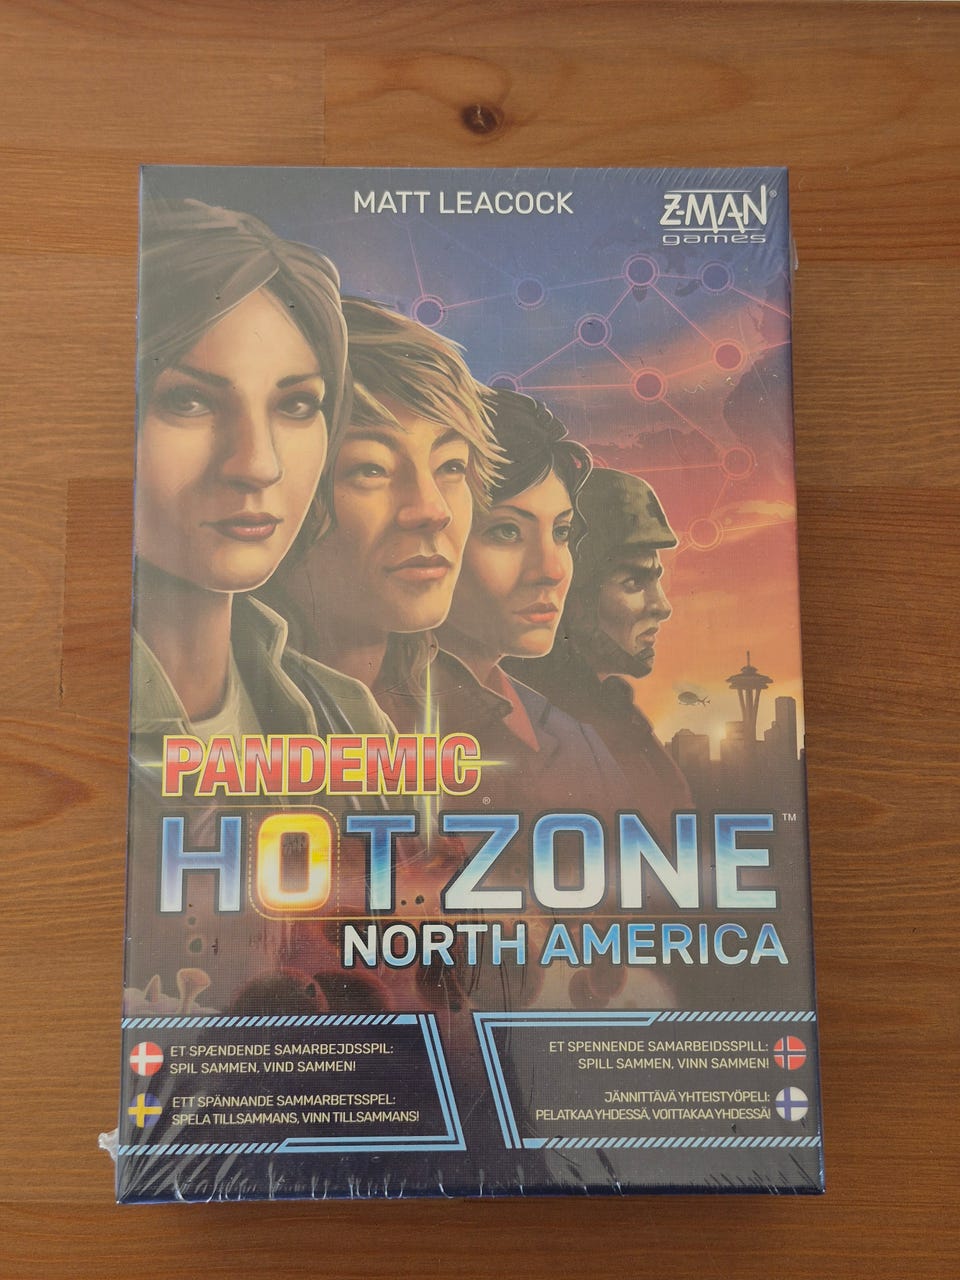 MATT LEACOCK
Z-MAN®
games
PANDEMIC®
HOT ZONE™
NORTH AMERICA
ET SPÆNDENDE SAMARBEJDSSPIL:
SPIL SAMMEN, VIND SAMMEN!
ETT SPÄNNANDE SAMMARBETSSPEL:
SPELA TILLSAMMANS, VINN TILLSAMMANS!
ET SPENNENDE SAMARBEIDSSPILL:
SPILL SAMMEN, VINN SAMMEN!
JÄNNITTÄVÄ YHTEISTYÖPELI:
PELATKAA YHDESSÄ, VOITTAKAA YHDESSÄ!